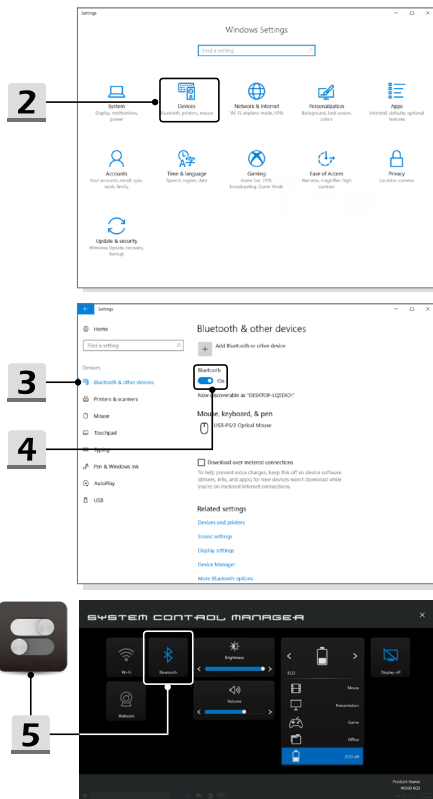 Settings
Windows Settings
Find a setting
2
System
Display, notifications,
power
Devices
Bluetooth, printers, mouse
Network & Internet
Wi-Fi, airplane mode, VPN
Personalization
Background, lock screen,
colors
Apps
Uninstall, defaults, optional
features
Accounts
Your accounts, email, sync,
work, family
Time & language
Speech, region, date
Gaming
Game bar, DVR,
broadcasting, Game Mode
Ease of Access
Narrator, magnifier, high
contrast
Privacy
Location, camera
Update & security
Windows Update, recovery,
backup
Settings
Home
Find a setting
Devices
3
Bluetooth & other devices
Printers & scanners
Mouse
Touchpad
4
Typing
Pen & Windows Ink
AutoPlay
USB
Bluetooth & other devices
Add Bluetooth or other device
Bluetooth
On
Now discoverable as "DESKTOP-LQ5DIO1"
Mouse, keyboard, & pen
USB-PS/2 Optical Mouse
Download over metered connections
To help prevent extra charges, keep this off so device software
(drivers, info, and apps) for new devices won't download while
you're on metered Internet connections.
Related settings
Devices and printers
Sound settings
Display settings
Device Manager
More Bluetooth options
SYSTEM CONTROL MANAGER
5
Wi-Fi
Bluetooth
Brightness
Webcam
Volume
ECO
Movie
Presentation
Game
Office
ECO off
Display off
Product Name
WS60 6QJ